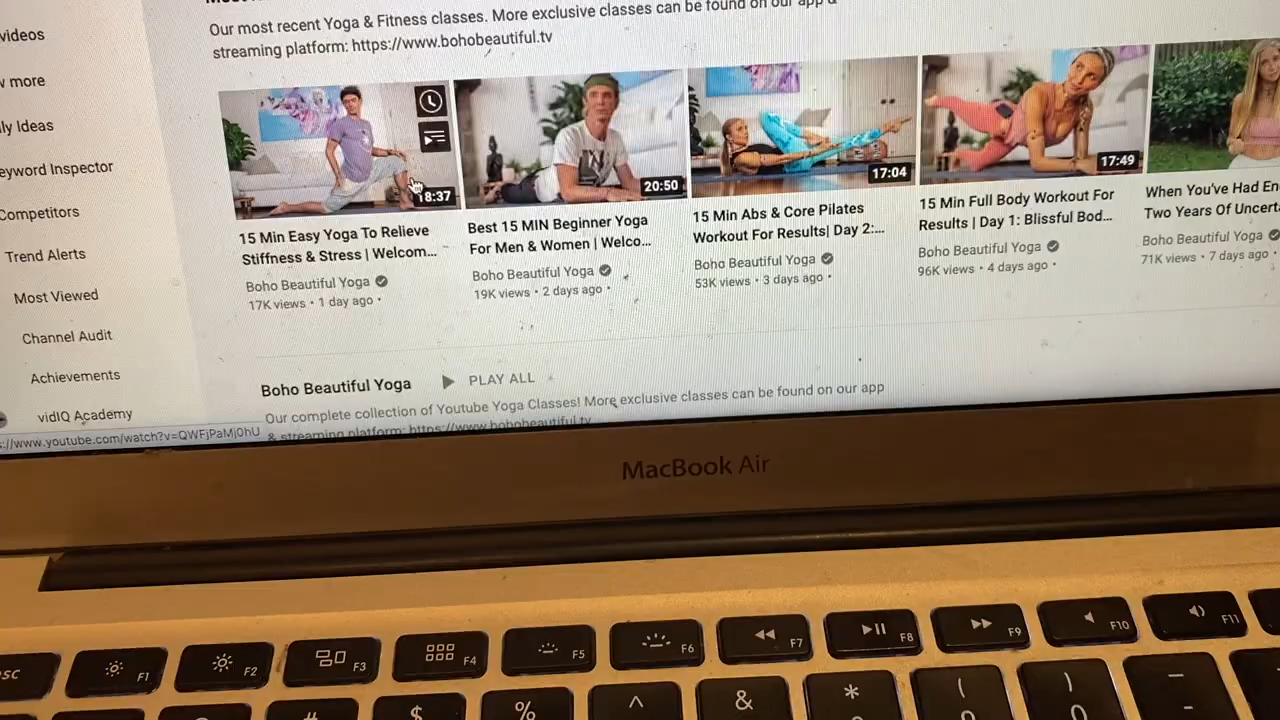 Our most recent Yoga & Fitness classes. More exclusive classes can be found on our app &
streaming platform: https://www.bohobeautiful.tv
videos
more
Ideas
Keyword Inspector
Competitors
Trend Alerts
Most Viewed
Channel Audit
Achievements
vidIQ Academy
18:37
15 Min Easy Yoga To Relieve
Stiffness & Stress | Welcom...
Boho Beautiful Yoga
17K views • 1 day ago
20:50
Best 15 MIN Beginner Yoga
For Men & Women | Welco...
Boho Beautiful Yoga
19K views • 2 days ago
17:04
15 Min Abs & Core Pilates
Workout For Results| Day 2:...
Boho Beautiful Yoga
53K views • 3 days ago
17:49
15 Min Full Body Workout For
Results | Day 1: Blissful Bod...
Boho Beautiful Yoga
96K views • 4 days ago
When You've Had En
Two Years Of Uncert
Boho Beautiful Yoga
71K views • 7 days ago
Boho Beautiful Yoga PLAY ALL
Our complete collection of Youtube Yoga Classes! More exclusive classes can be found on our app
& streaming platform: https://www.bohobeautiful.tv
://www.youtube.com/watch?v=QWFjPaMj0hU
MacBook Air
esc F1 F2 F3 F4 F5 F6 F7 F8 F9 F10 F11
# $ % ^ & * ( ) — -